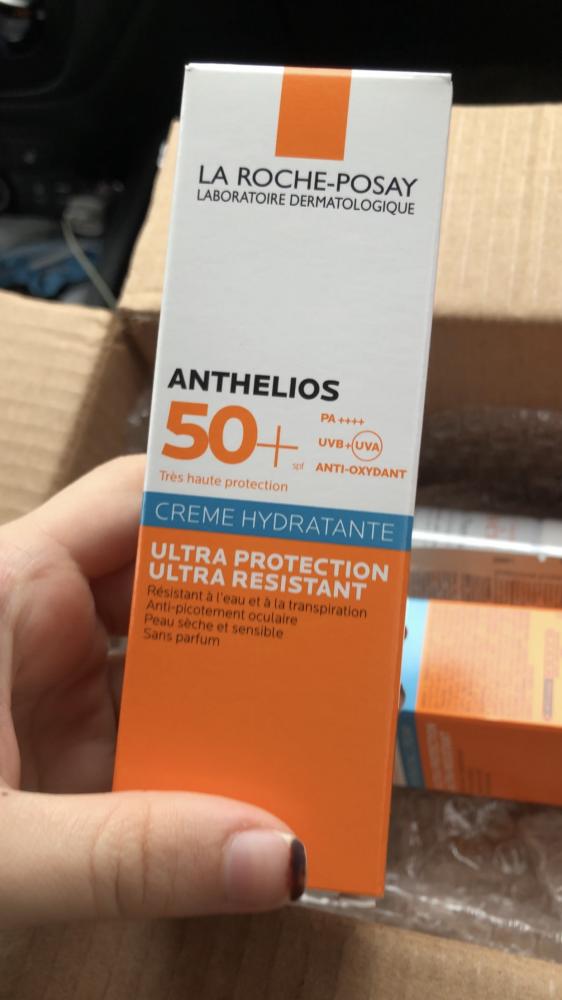 LA ROCHE-POSAY
LABORATOIRE DERMATOLOGIQUE
ANTHELIOS
50+
spf
PA ++++
UVB+UVA
ANTI-OXYDANT
Très haute protection
CREME HYDRATANTE
ULTRA PROTECTION
ULTRA RESISTANT
Résistant à l'eau et à la transpiration
Anti-picotement oculaire
Peau sèche et sensible
Sans parfum